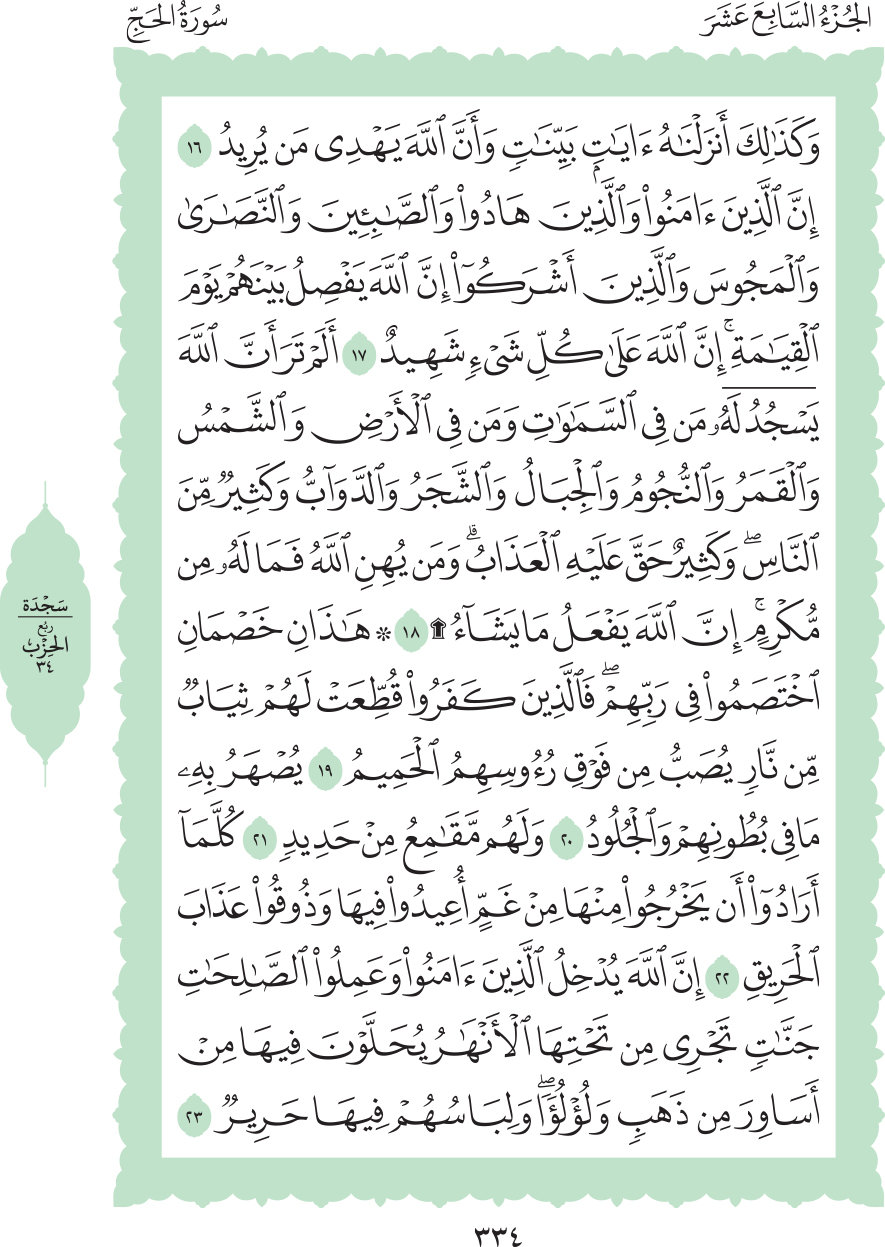 الجُزْءُ السَّابِعَ عَشَرَ
سُورَةُ الحَجِّ
وَكَذَٰلِكَ أَنزَلْنَٰهُ ءَايَٰتِۭ بَيِّنَٰتٖ وَأَنَّ ٱللَّهَ يَهْدِي مَن يُرِيدُ ١٦
إِنَّ ٱلَّذِينَ ءَامَنُواْ وَٱلَّذِينَ هَادُواْ وَٱلصَّٰبِـِٔينَ وَٱلنَّصَٰرَىٰ
وَٱلْمَجُوسَ وَٱلَّذِينَ أَشْرَكُوٓاْ إِنَّ ٱللَّهَ يَفْصِلُ بَيْنَهُمْ يَوْمَ
ٱلْقِيَٰمَةِۚ إِنَّ ٱللَّهَ عَلَىٰ كُلِّ شَيْءٖ شَهِيدٌ ١٧ أَلَمْ تَرَ أَنَّ ٱللَّهَ
يَسْجُدُ لَهُۥ مَن فِي ٱلسَّمَٰوَٰتِ وَمَن فِي ٱلْأَرْضِ وَٱلشَّمْسُ
وَٱلْقَمَرُ وَٱلنُّجُومُ وَٱلْجِبَالُ وَٱلشَّجَرُ وَٱلدَّوَآبُّ وَكَثِيرٞ مِّنَ
ٱلنَّاسِۖ وَكَثِيرٌ حَقَّ عَلَيْهِ ٱلْعَذَابُۗ وَمَن يُهِنِ ٱللَّهُ فَمَا لَهُۥ مِن
مُّكْرِمٍۚ إِنَّ ٱللَّهَ يَفْعَلُ مَا يَشَآءُ ۩ ١٨ ۞ هَٰذَانِ خَصْمَانِ
ٱخْتَصَمُواْ فِي رَبِّهِمْۖ فَٱلَّذِينَ كَفَرُواْ قُطِّعَتْ لَهُمْ ثِيَابٞ
مِّن نَّارٖ يُصَبُّ مِن فَوْقِ رُءُوسِهِمُ ٱلْحَمِيمُ ١٩ يُصْهَرُ بِهِۦ
مَا فِي بُطُونِهِمْ وَٱلْجُلُودُ ٢٠ وَلَهُم مَّقَٰمِعُ مِنْ حَدِيدٖ ٢١ كُلَّمَآ
أَرَادُوٓاْ أَن يَخْرُجُواْ مِنْهَا مِنْ غَمٍّ أُعِيدُواْ فِيهَا وَذُوقُواْ عَذَابَ
ٱلْحَرِيقِ ٢٢ إِنَّ ٱللَّهَ يُدْخِلُ ٱلَّذِينَ ءَامَنُواْ وَعَمِلُواْ ٱلصَّٰلِحَٰتِ
جَنَّٰتٖ تَجْرِي مِن تَحْتِهَا ٱلْأَنْهَٰرُ يُحَلَّوْنَ فِيهَا مِنْ
أَسَاوِرَ مِن ذَهَبٖ وَلُؤْلُؤٗاۖ وَلِبَاسُهُمْ فِيهَا حَرِيرٞ ٢٣
سَجْدَة
رُبْع
الحِزْب
٣٤
٣٣٤